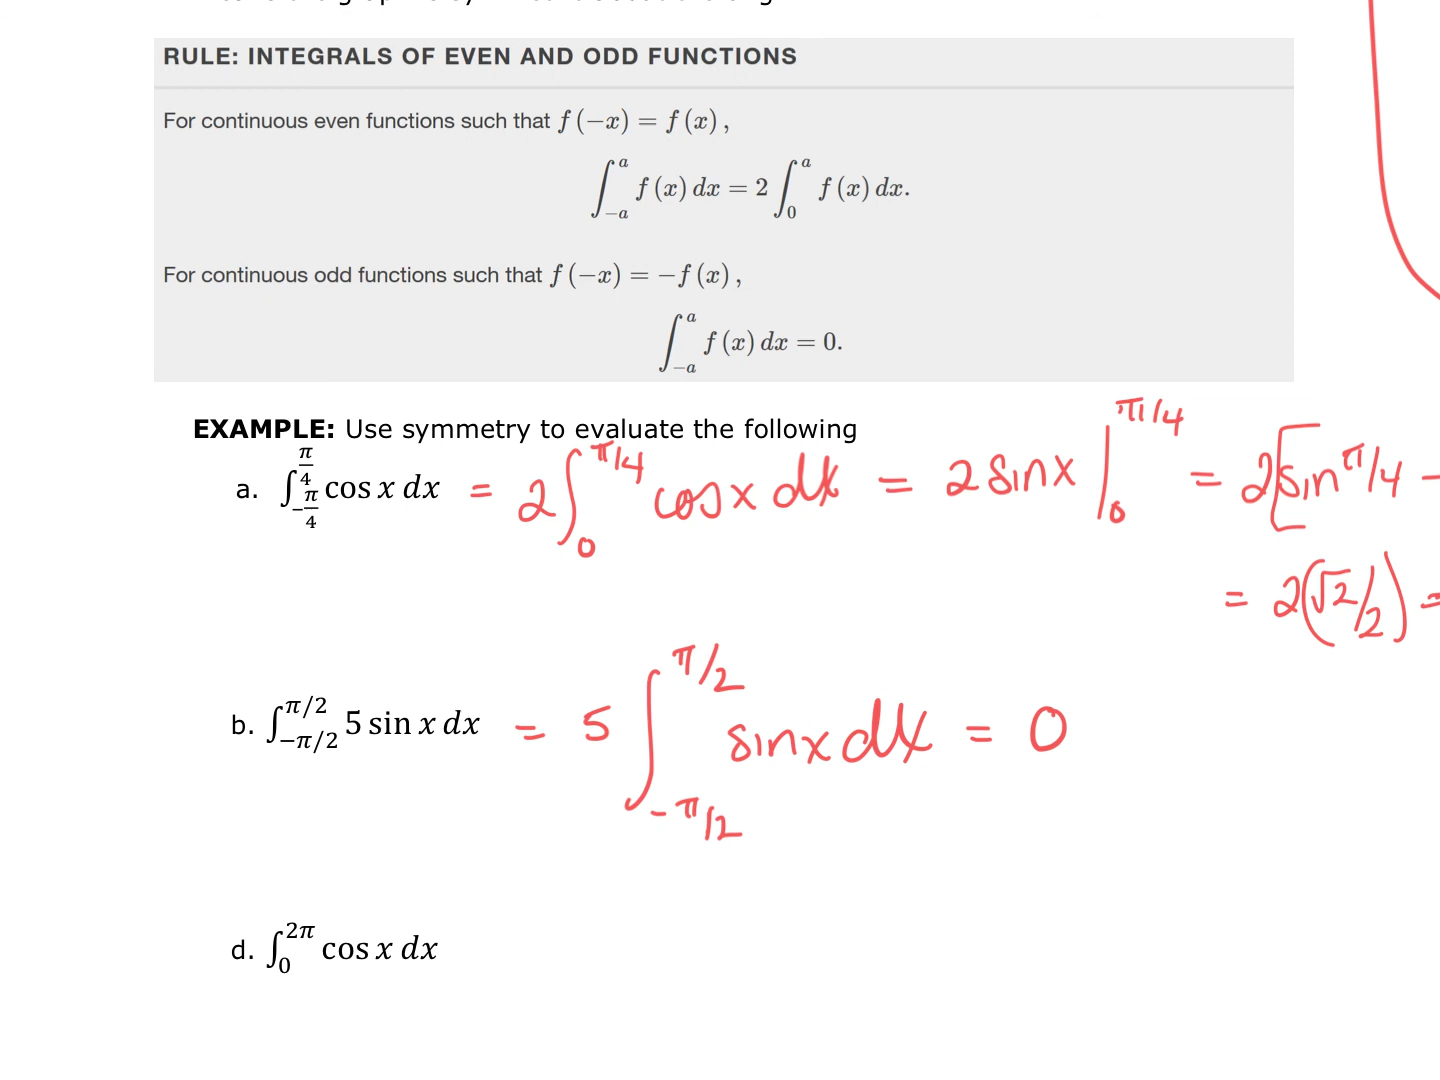 RULE: INTEGRALS OF EVEN AND ODD FUNCTIONS
For continuous even functions such that f (−x) = f (x),
∫_{−a}^{a} f (x) dx = 2 ∫_{0}^{a} f (x) dx.
For continuous odd functions such that f (−x) = −f (x),
∫_{−a}^{a} f (x) dx = 0.
EXAMPLE: Use symmetry to evaluate the following
a. ∫_{−π/4}^{π/4} cos x dx = 2 ∫_{0}^{π/4} cos x dx = 2 sin x |_{0}^{π/4} = 2[sin π/4 −
= 2(√2/2) =
b. ∫_{−π/2}^{π/2} 5 sin x dx = 5 ∫_{−π/2}^{π/2} sin x dx = 0
d. ∫_{0}^{2π} cos x dx